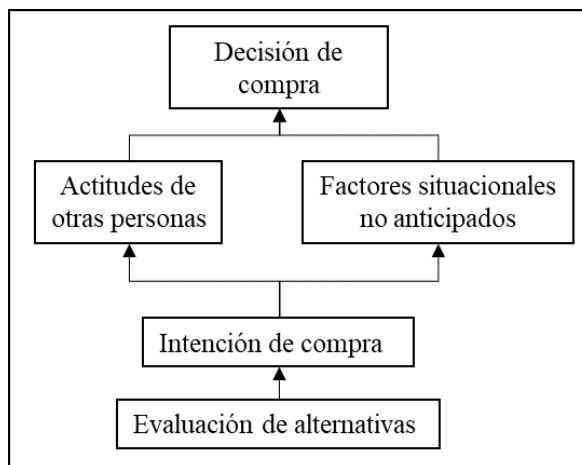 Decisión de
compra
Actitudes de
otras personas
Factores situacionales
no anticipados
Intención de compra
Evaluación de alternativas